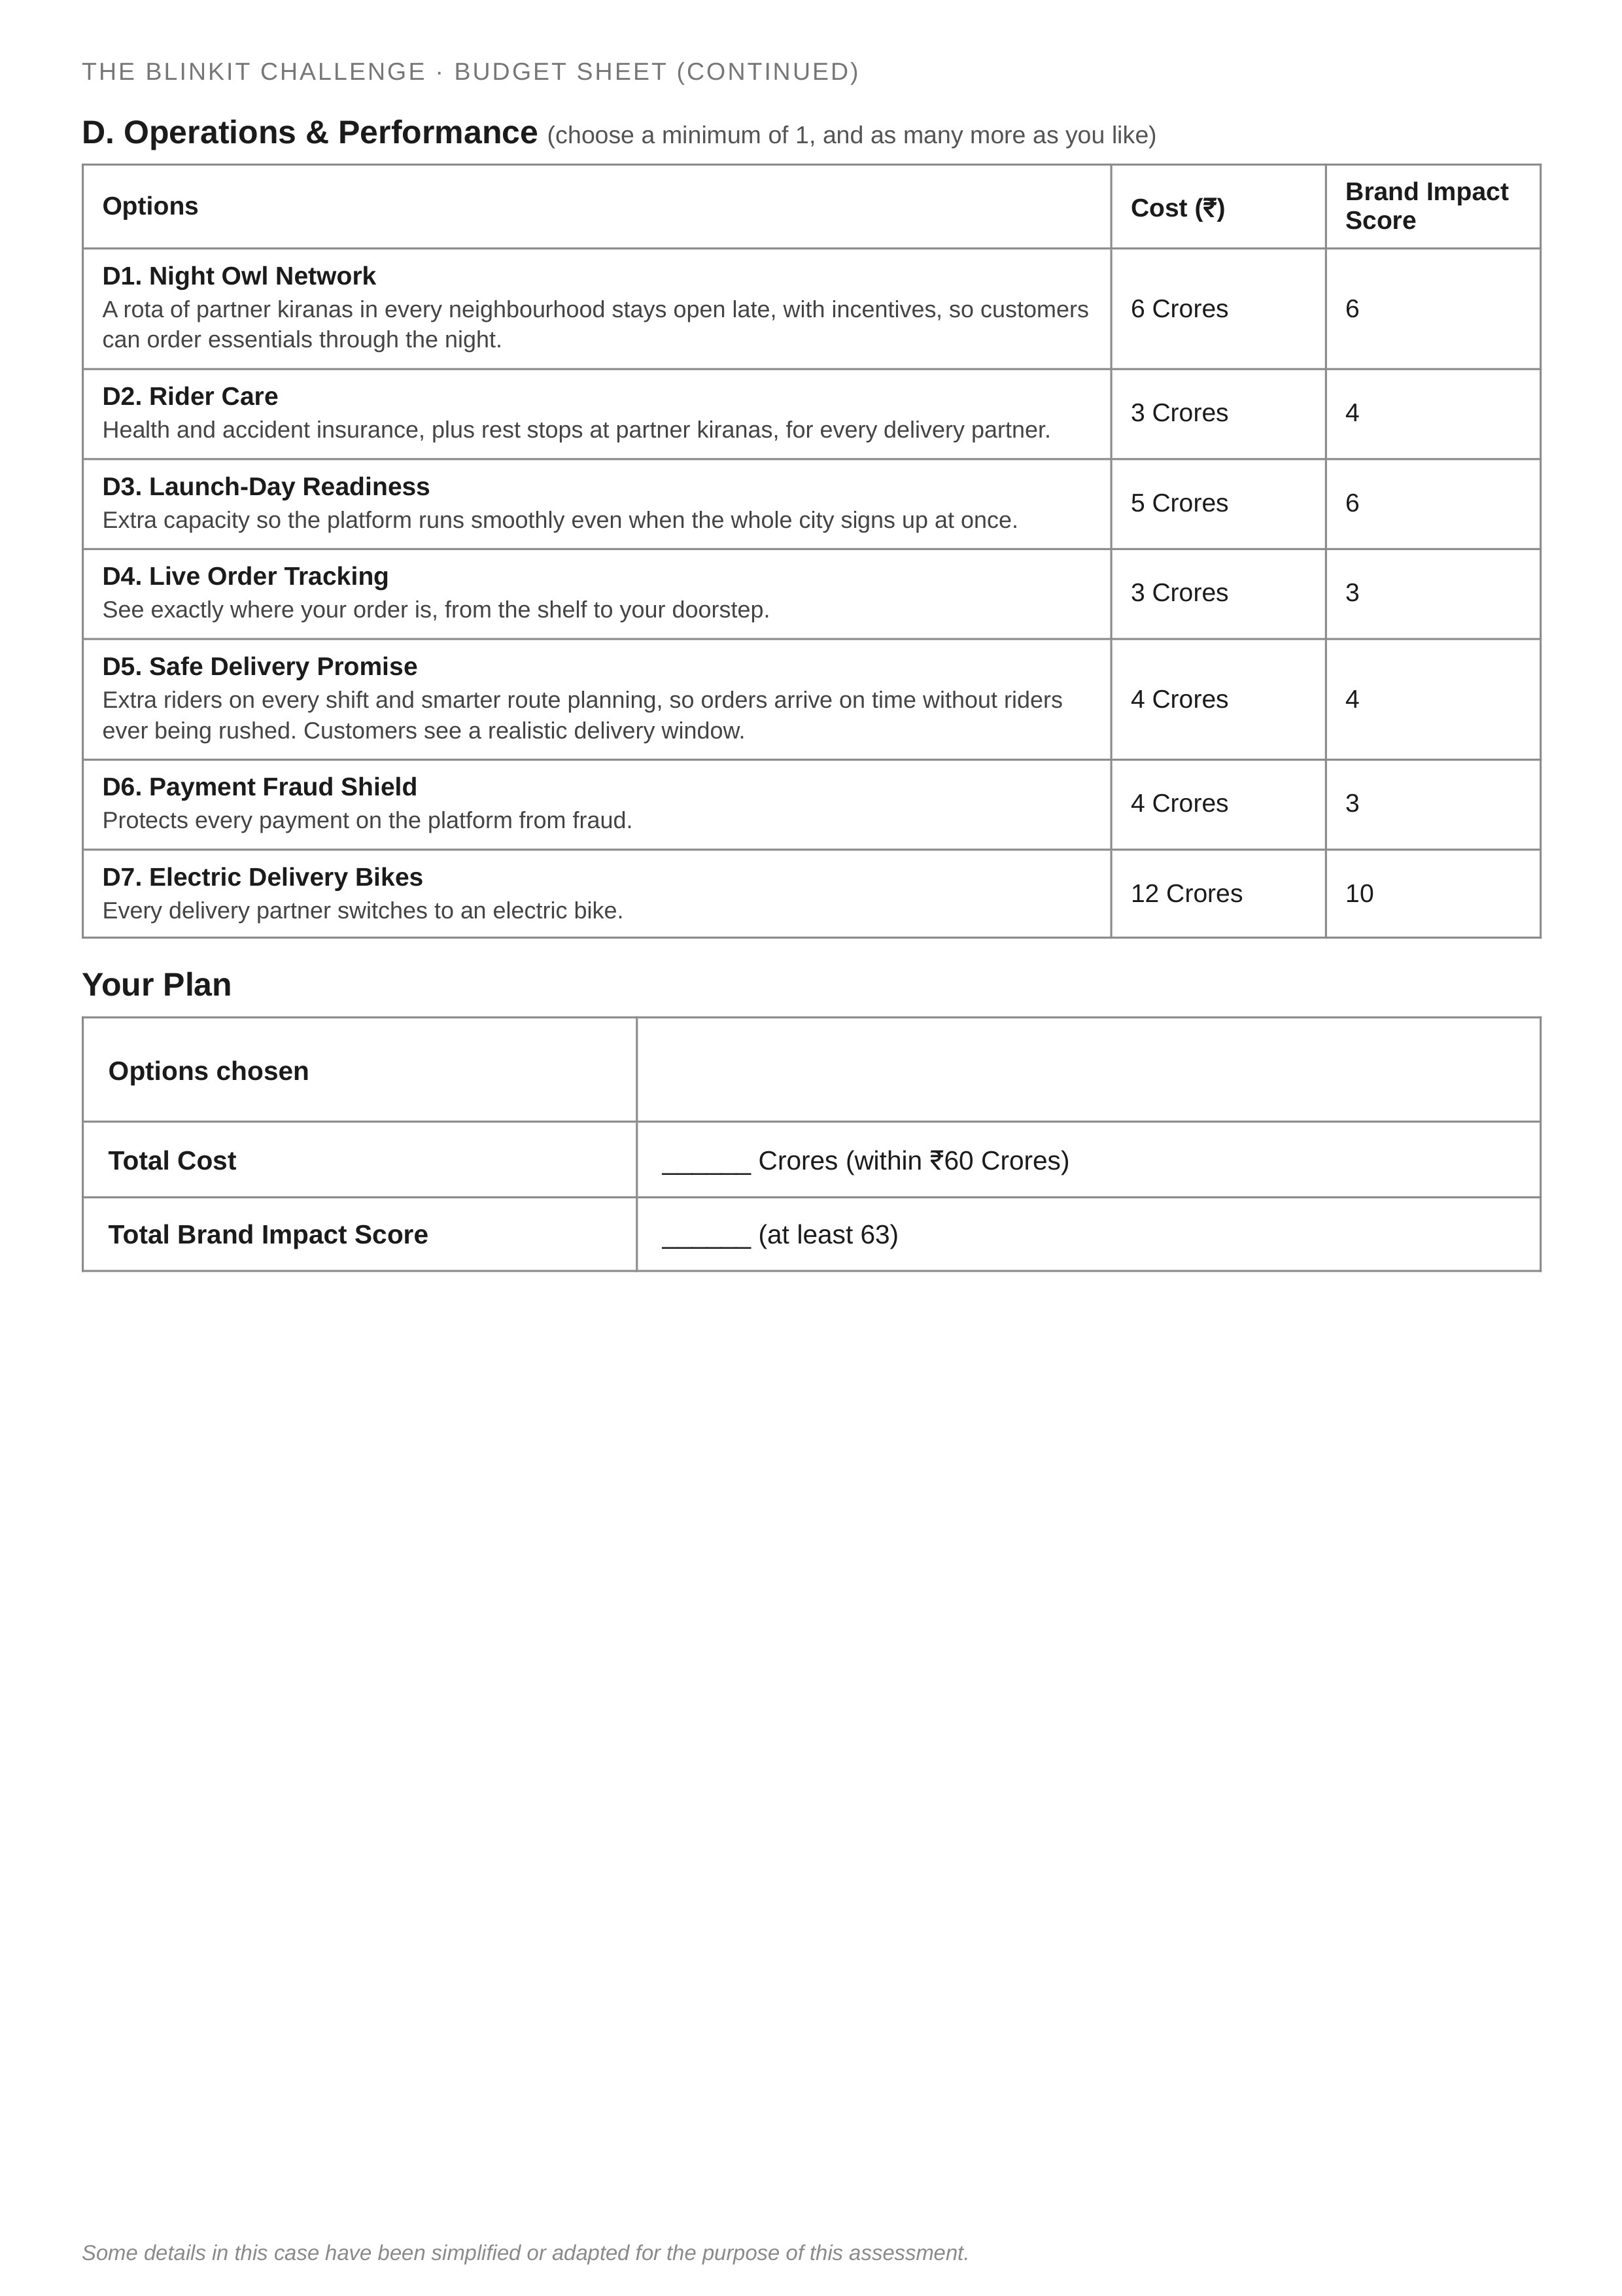 THE BLINKIT CHALLENGE · BUDGET SHEET (CONTINUED)
D. Operations & Performance (choose a minimum of 1, and as many more as you like)
Options
Cost (₹)
Brand Impact
Score
D1. Night Owl Network
A rota of partner kiranas in every neighbourhood stays open late, with incentives, so customers
can order essentials through the night.
6 Crores
6
D2. Rider Care
Health and accident insurance, plus rest stops at partner kiranas, for every delivery partner.
3 Crores
4
D3. Launch-Day Readiness
Extra capacity so the platform runs smoothly even when the whole city signs up at once.
5 Crores
6
D4. Live Order Tracking
See exactly where your order is, from the shelf to your doorstep.
3 Crores
3
D5. Safe Delivery Promise
Extra riders on every shift and smarter route planning, so orders arrive on time without riders
ever being rushed. Customers see a realistic delivery window.
4 Crores
4
D6. Payment Fraud Shield
Protects every payment on the platform from fraud.
4 Crores
3
D7. Electric Delivery Bikes
Every delivery partner switches to an electric bike.
12 Crores
10
Your Plan
Options chosen
Total Cost
______ Crores (within ₹60 Crores)
Total Brand Impact Score
______ (at least 63)
Some details in this case have been simplified or adapted for the purpose of this assessment.